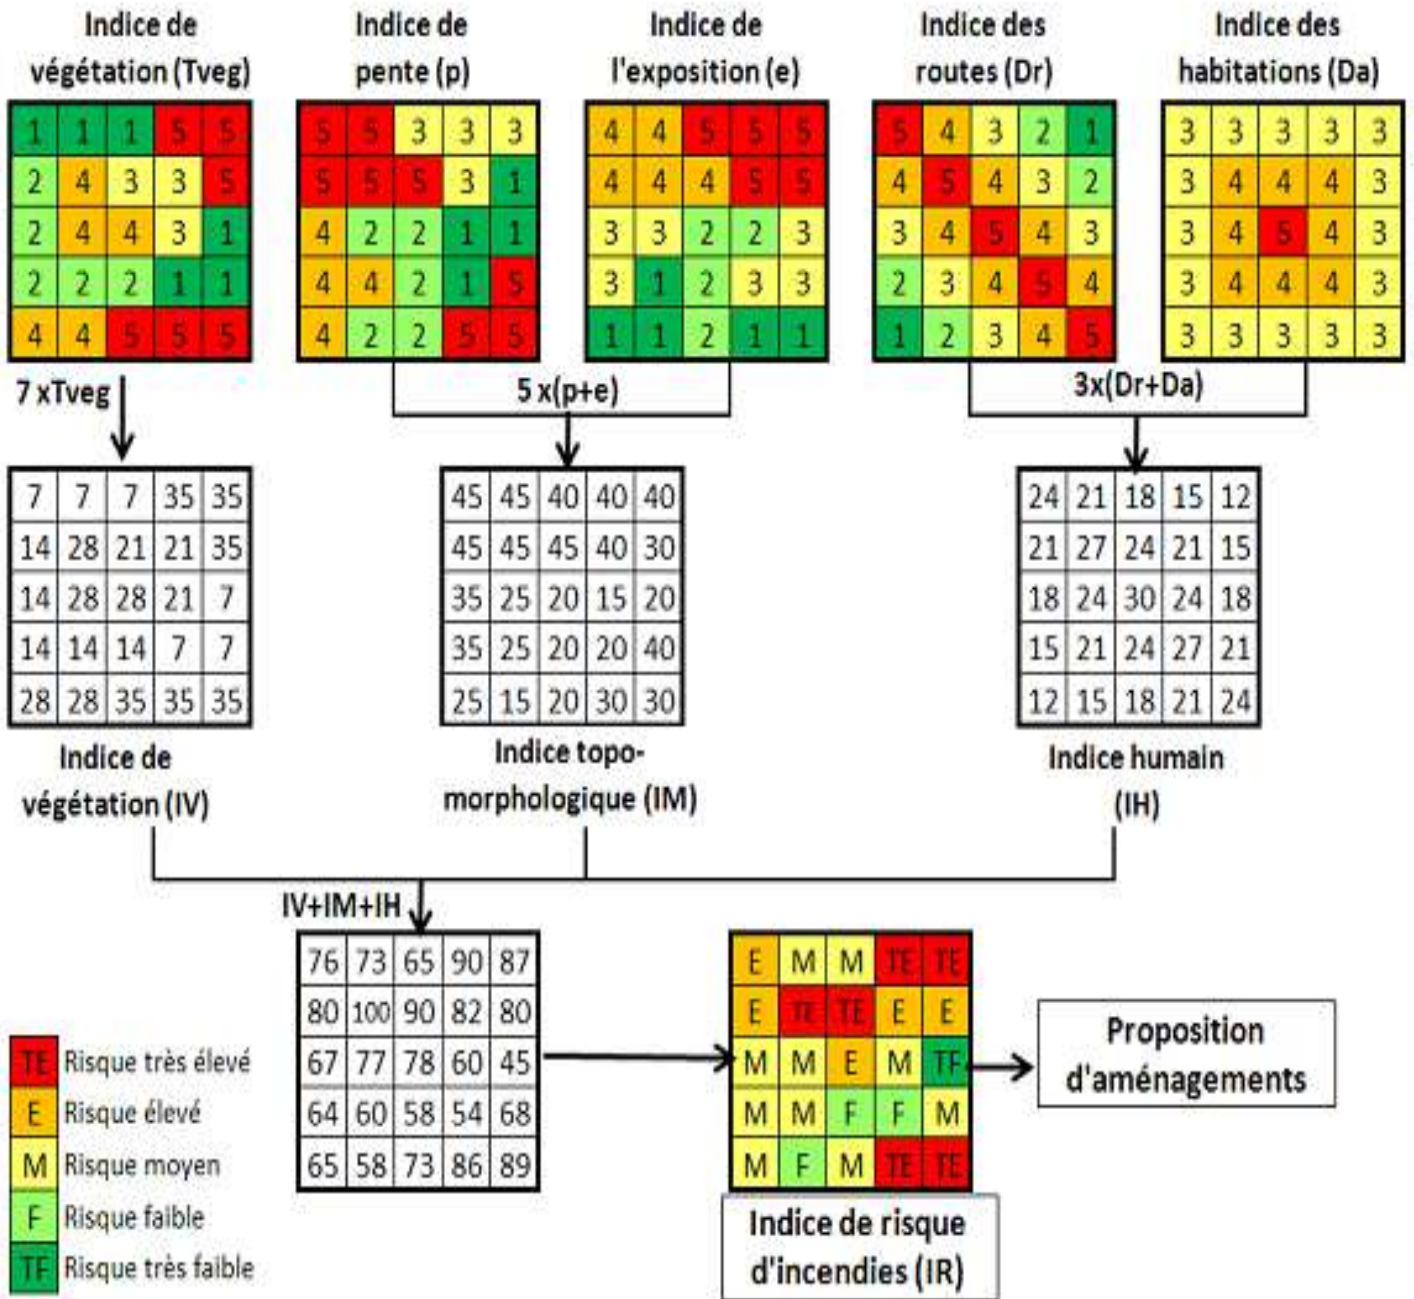 Indice de
végétation (Tveg)
Indice de
pente (p)
Indice de
l'exposition (e)
Indice des
routes (Dr)
Indice des
habitations (Da)
1 1 1 5 5
2 4 3 3 5
2 4 4 3 1
2 2 2 1 1
4 4 5 5 5
5 5 3 3 3
5 5 5 3 1
4 2 2 1 1
4 4 2 1 5
4 2 2 5 5
4 4 5 5 5
4 4 4 5 5
3 3 2 2 3
3 1 2 3 3
1 1 2 1 1
5 4 3 2 1
4 5 4 3 2
3 4 5 4 3
2 3 4 5 4
1 2 3 4 5
3 3 3 3 3
3 4 4 4 3
3 4 5 4 3
3 4 4 4 3
3 3 3 3 3
7 xTveg
5 x(p+e)
3x(Dr+Da)
7 7 7 35 35
14 28 21 21 35
14 28 28 21 7
14 14 14 7 7
28 28 35 35 35
45 45 40 40 40
45 45 45 40 30
35 25 20 15 20
35 25 20 20 40
25 15 20 30 30
24 21 18 15 12
21 27 24 21 15
18 24 30 24 18
15 21 24 27 21
12 15 18 21 24
Indice de
végétation (IV)
Indice topo-
morphologique (IM)
Indice humain
(IH)
IV+IM+IH
76 73 65 90 87
80 100 90 82 80
67 77 78 60 45
64 60 58 54 68
65 58 73 86 89
E M M TE TE
E TE TE E E
M M E M TF
M M F F M
M F M TE TE
Indice de risque
d'incendies (IR)
Proposition
d'aménagements
TE Risque très élevé
E Risque élevé
M Risque moyen
F Risque faible
TF Risque très faible